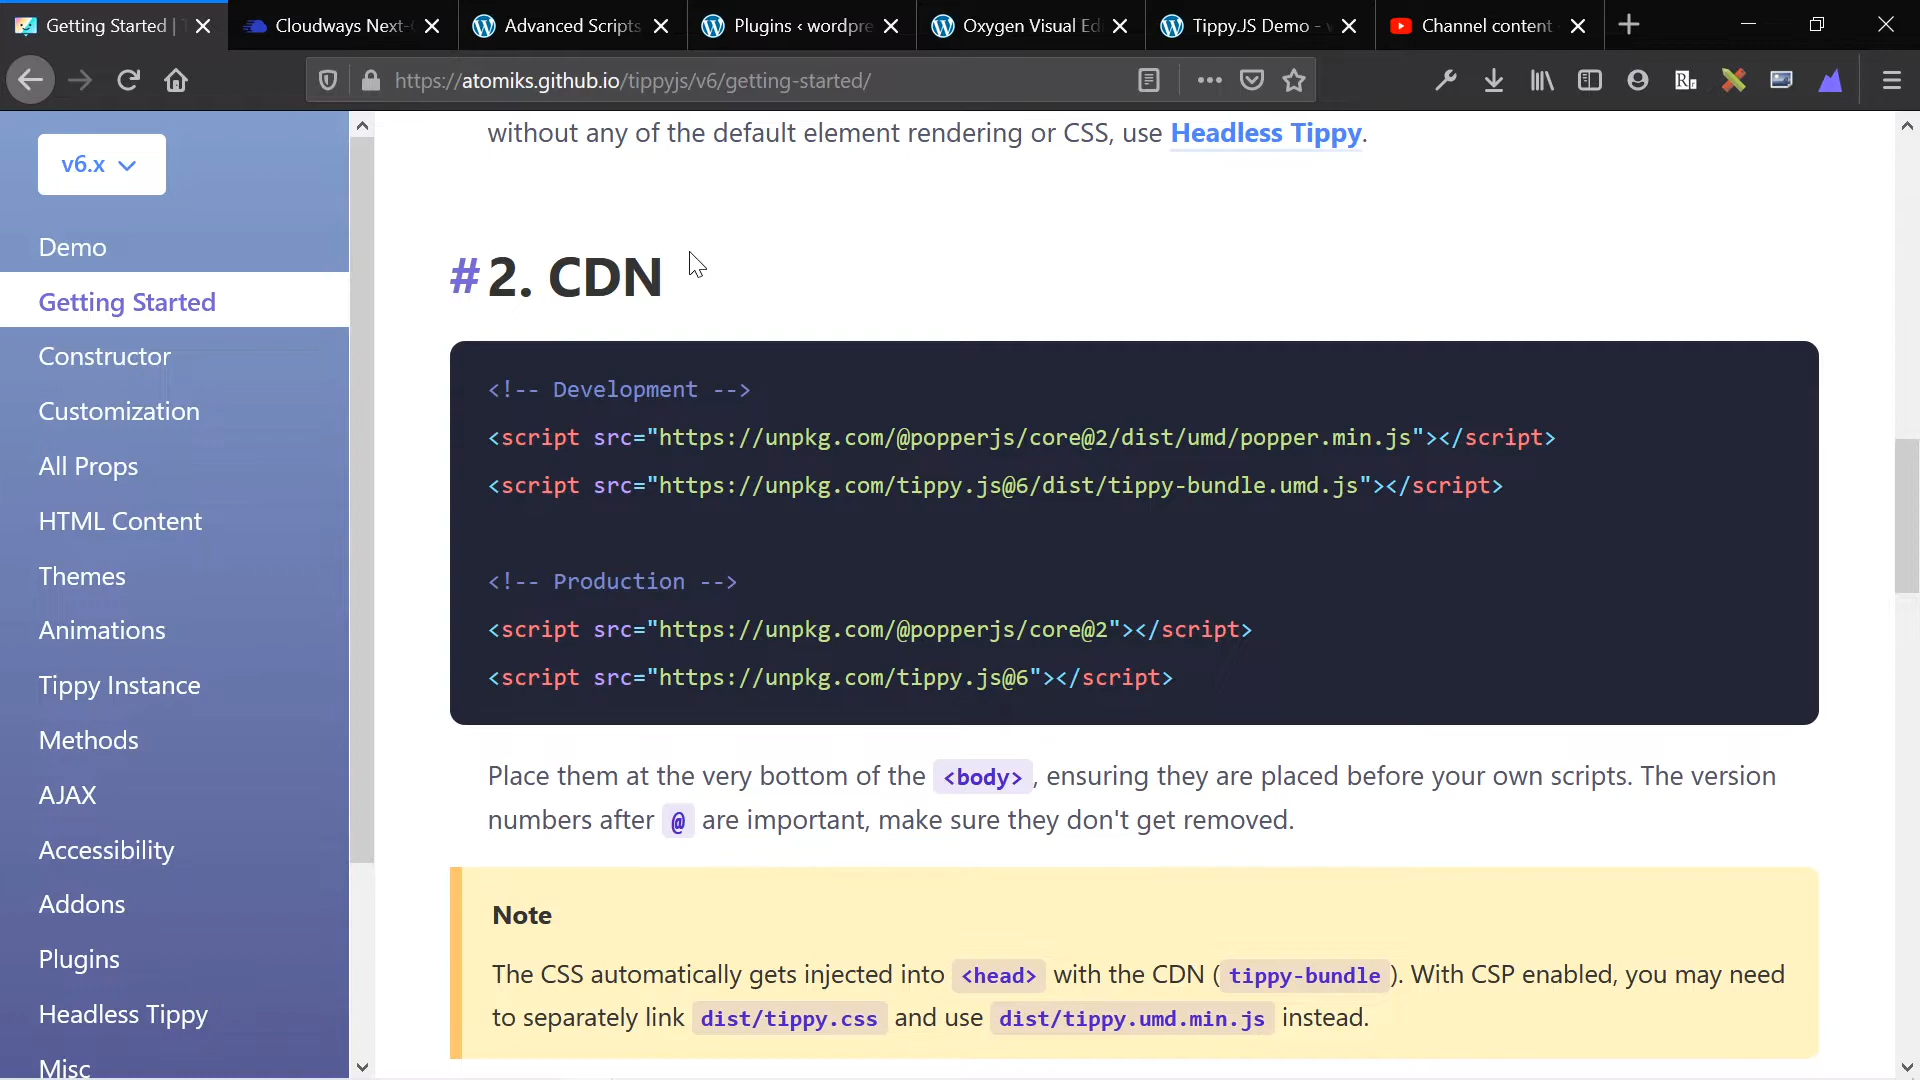 Getting Started |
Cloudways Next-
Advanced Scripts
Plugins ‹ wordpre
Oxygen Visual Ed
TippyJS Demo -
Channel content
https://atomiks.github.io/tippyjs/v6/getting-started/
v6.x
Demo
Getting Started
Constructor
Customization
All Props
HTML Content
Themes
Animations
Tippy Instance
Methods
AJAX
Accessibility
Addons
Plugins
Headless Tippy
Misc
without any of the default element rendering or CSS, use Headless Tippy.
#2. CDN
<!-- Development -->
<script src="https://unpkg.com/@popperjs/core@2/dist/umd/popper.min.js"></script>
<script src="https://unpkg.com/tippy.js@6/dist/tippy-bundle.umd.js"></script>
<!-- Production -->
<script src="https://unpkg.com/@popperjs/core@2"></script>
<script src="https://unpkg.com/tippy.js@6"></script>
Place them at the very bottom of the <body>, ensuring they are placed before your own scripts. The version
numbers after @ are important, make sure they don't get removed.
Note
The CSS automatically gets injected into <head> with the CDN (tippy-bundle). With CSP enabled, you may need
to separately link dist/tippy.css and use dist/tippy.umd.min.js instead.